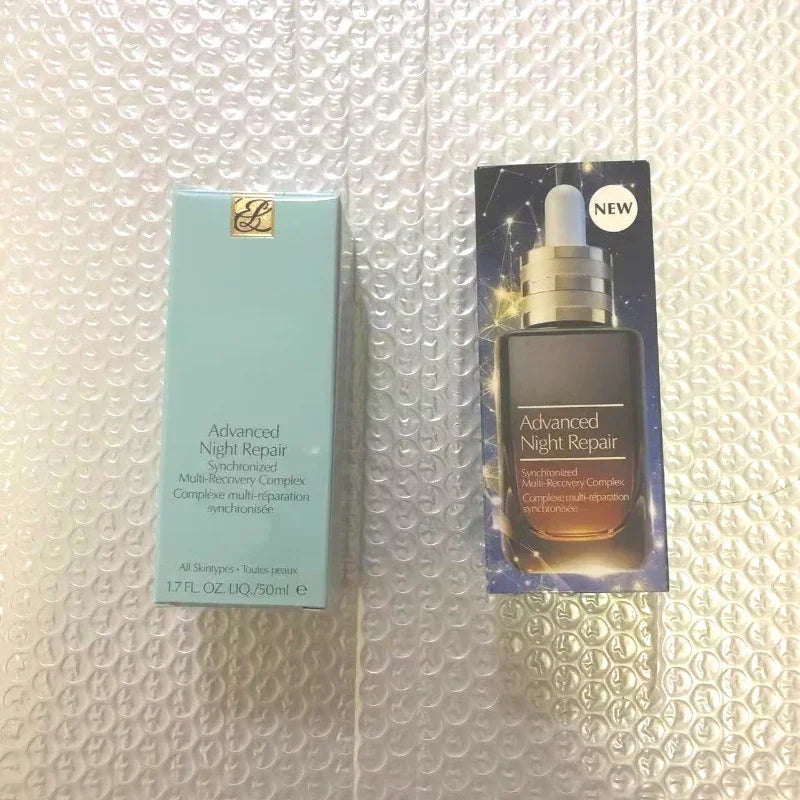 EL
Advanced
Night Repair
Synchronized
Multi-Recovery Complex
Complexe multi-réparation
synchronisée
All Skintypes • Toutes peaux
1.7 FL. OZ. LIQ./50ml ℮
NEW
Advanced
Night Repair
Synchronized
Multi-Recovery Complex
Complexe multi-réparation
synchronisée